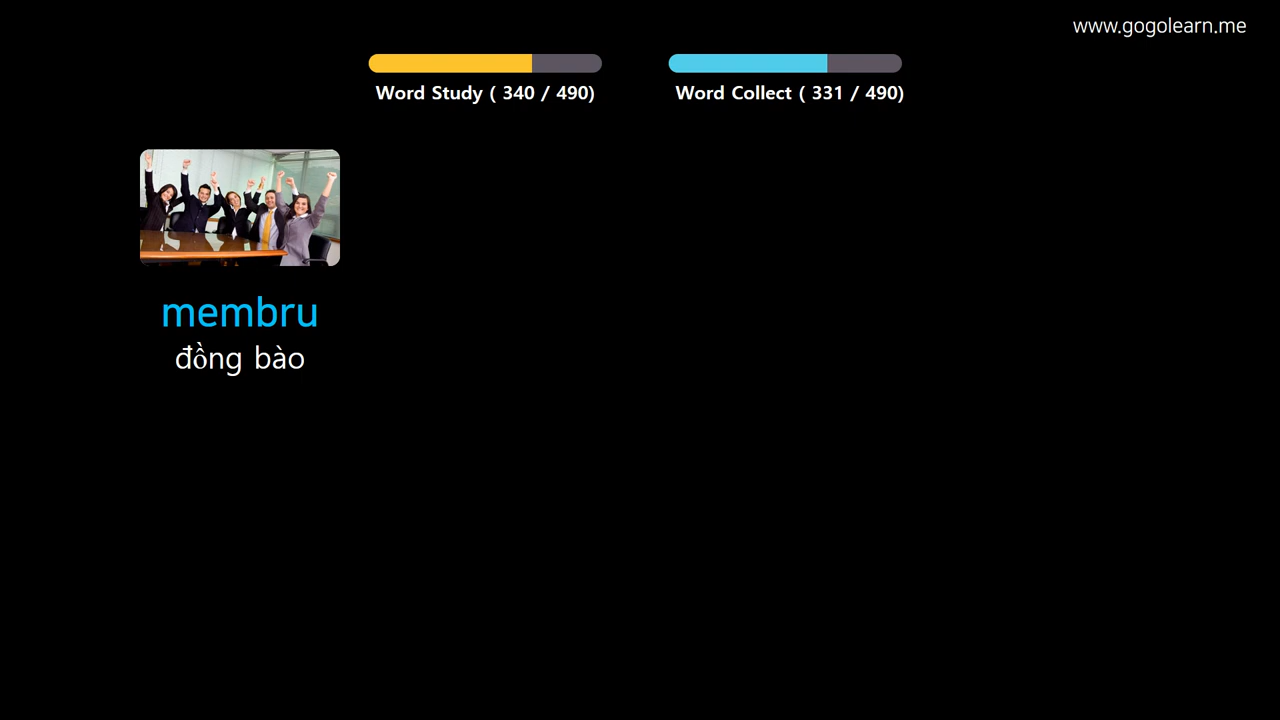 www.gogolearn.me
Word Study ( 340 / 490)
Word Collect ( 331 / 490)
membru
đồng bào